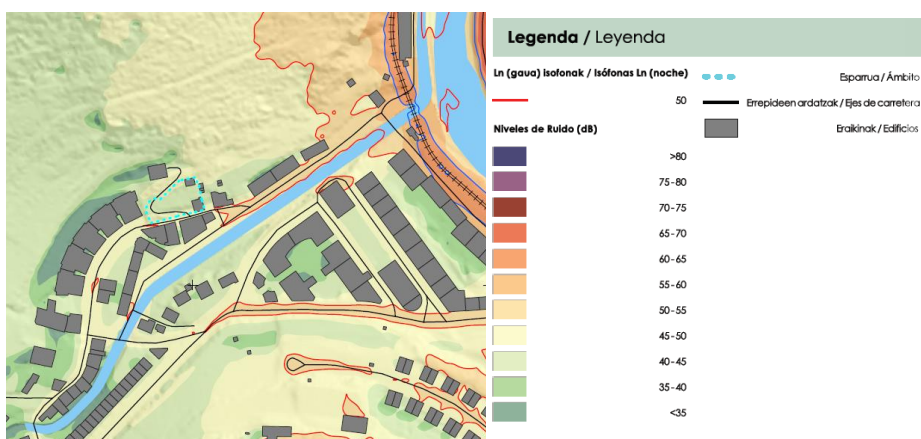 Legenda / Leyenda
Ln (gaua) isofonak / Isófonas Ln (noche)
50
Niveles de Ruido (dB)
>80
75-80
70-75
65-70
60-65
55-60
50-55
45-50
40-45
35-40
<35
Esparrua / Ámbito
Errepideen ardatzak / Ejes de carretera
Eraikinak / Edificios